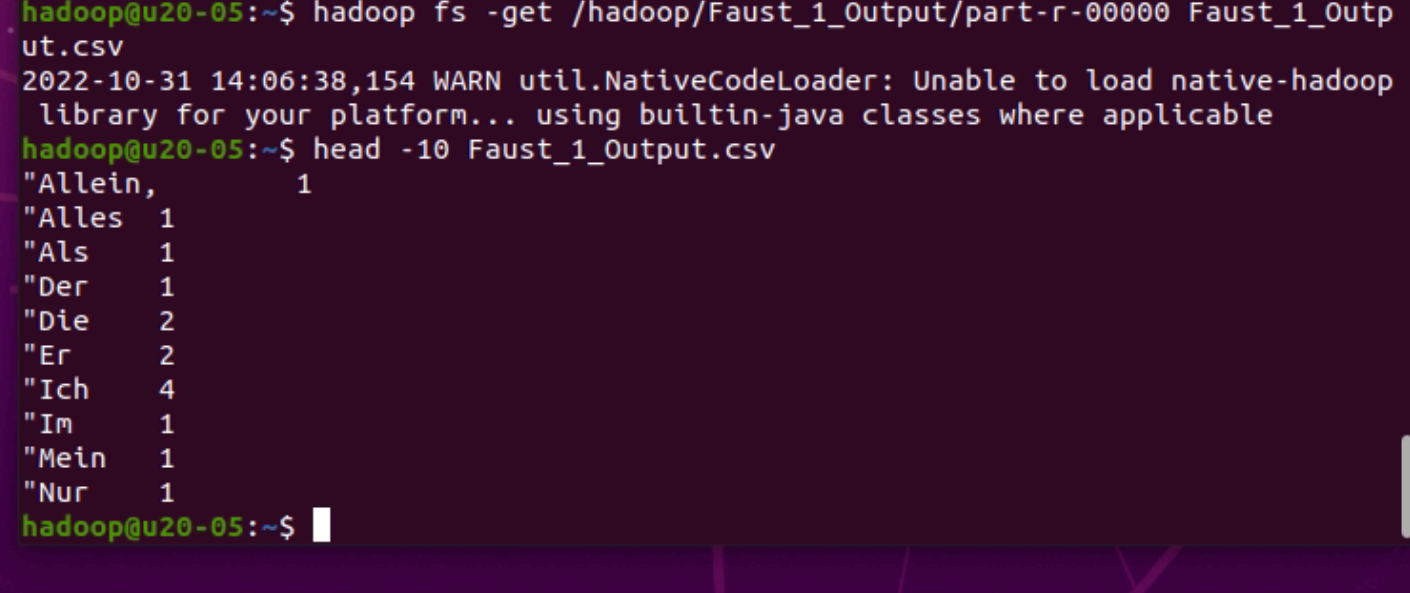 hadoop@u20-05:~$ hadoop fs -get /hadoop/Faust_1_Output/part-r-00000 Faust_1_Outp
ut.csv
2022-10-31 14:06:38,154 WARN util.NativeCodeLoader: Unable to load native-hadoop
 library for your platform... using builtin-java classes where applicable
hadoop@u20-05:~$ head -10 Faust_1_Output.csv
"Allein,        1
"Alles  1
"Als    1
"Der    1
"Die    2
"Er     2
"Ich    4
"Im     1
"Mein   1
"Nur    1
hadoop@u20-05:~$